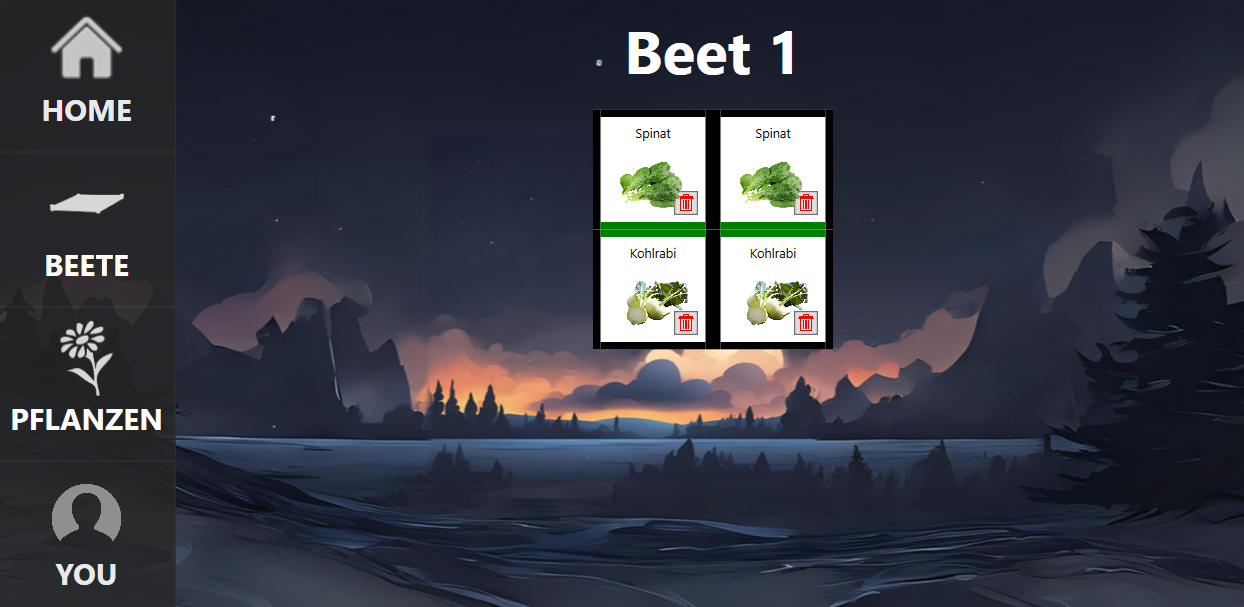 HOME
BEETE
PFLANZEN
YOU
Beet 1
Spinat
Spinat
Kohlrabi
Kohlrabi